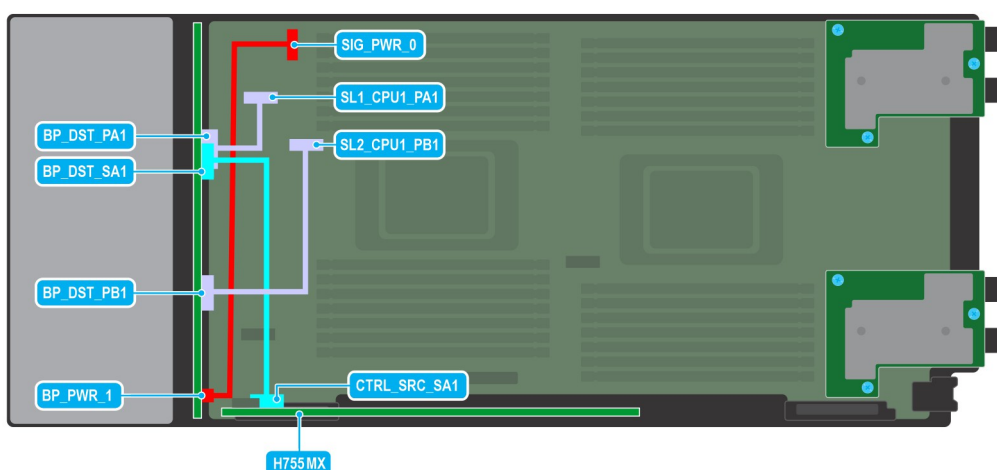 SIG_PWR_0
SL1_CPU1_PA1
BP_DST_PA1
SL2_CPU1_PB1
BP_DST_SA1
BP_DST_PB1
CTRL_SRC_SA1
BP_PWR_1
H755MX